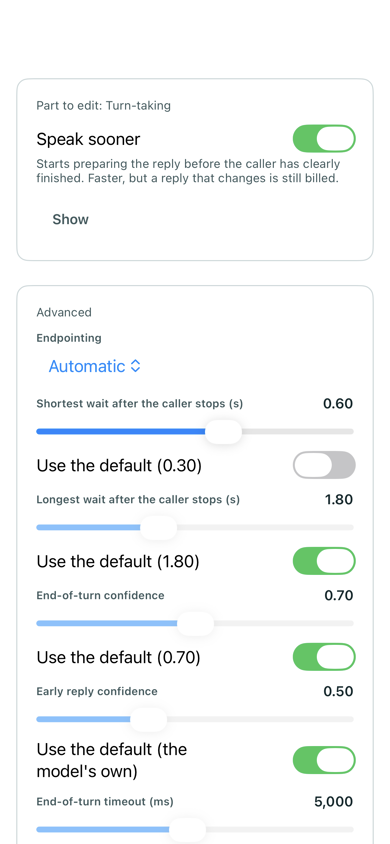 Part to edit: Turn-taking
Speak sooner
Starts preparing the reply before the caller has clearly
finished. Faster, but a reply that changes is still billed.
Show
Advanced
Endpointing
Automatic
Shortest wait after the caller stops (s) 0.60
Use the default (0.30)
Longest wait after the caller stops (s) 1.80
Use the default (1.80)
End-of-turn confidence 0.70
Use the default (0.70)
Early reply confidence 0.50
Use the default (the
model's own)
End-of-turn timeout (ms) 5,000